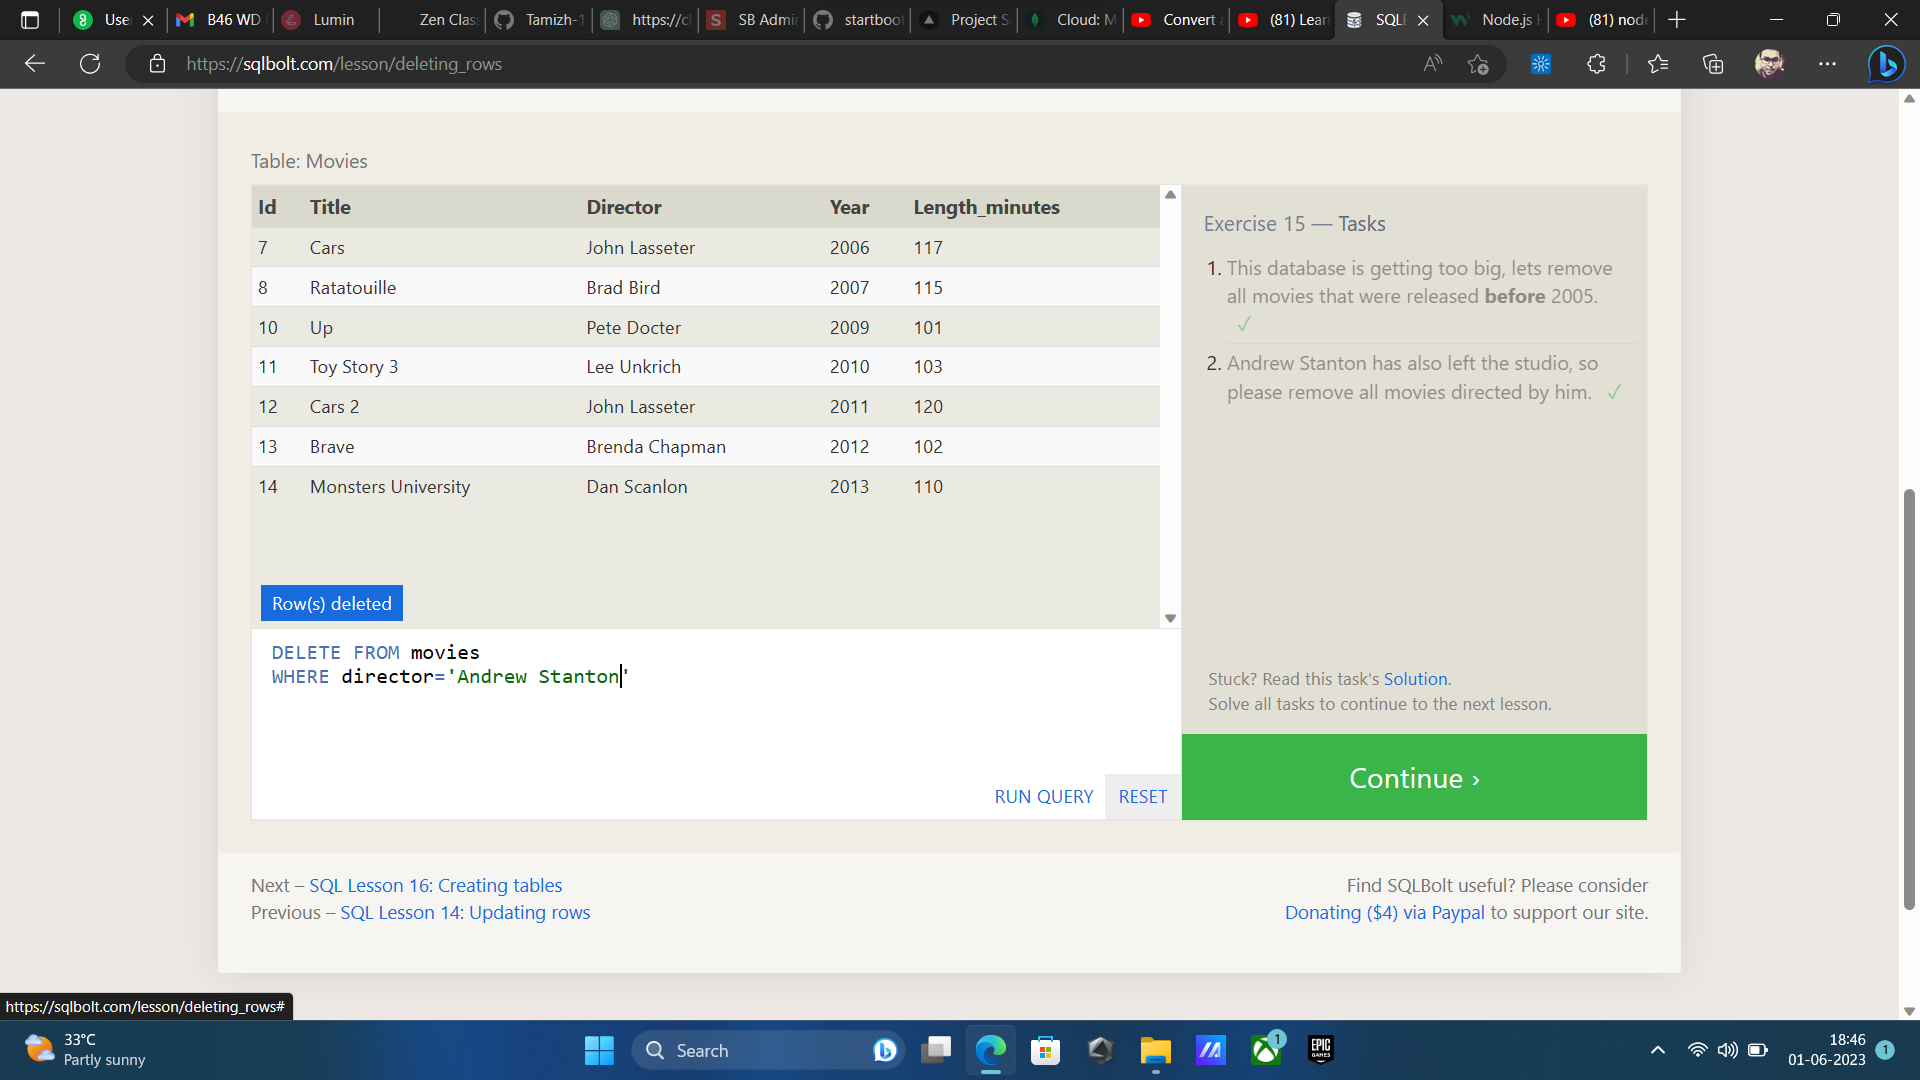 Use
B46 WD
Lumin
Zen Clas
Tamizh-1
https://cl
SB Admi
startboot
Project S
Cloud: M
Convert
(81) Lear
SQL
Node.js
(81) nod
https://sqlbolt.com/lesson/deleting_rows
Table: Movies
Id Title Director Year Length_minutes
7 Cars John Lasseter 2006 117
8 Ratatouille Brad Bird 2007 115
10 Up Pete Docter 2009 101
11 Toy Story 3 Lee Unkrich 2010 103
12 Cars 2 John Lasseter 2011 120
13 Brave Brenda Chapman 2012 102
14 Monsters University Dan Scanlon 2013 110
Row(s) deleted
DELETE FROM movies
WHERE director='Andrew Stanton'
RUN QUERY RESET
Exercise 15 — Tasks
1. This database is getting too big, lets remove
all movies that were released before 2005.
✓
2. Andrew Stanton has also left the studio, so
please remove all movies directed by him. ✓
Stuck? Read this task's Solution.
Solve all tasks to continue to the next lesson.
Continue ›
Next – SQL Lesson 16: Creating tables
Previous – SQL Lesson 14: Updating rows
Find SQLBolt useful? Please consider
Donating ($4) via Paypal to support our site.
https://sqlbolt.com/lesson/deleting_rows#
33°C
Partly sunny
Search
1
EPIC
GAMES
18:46
01-06-2023
1